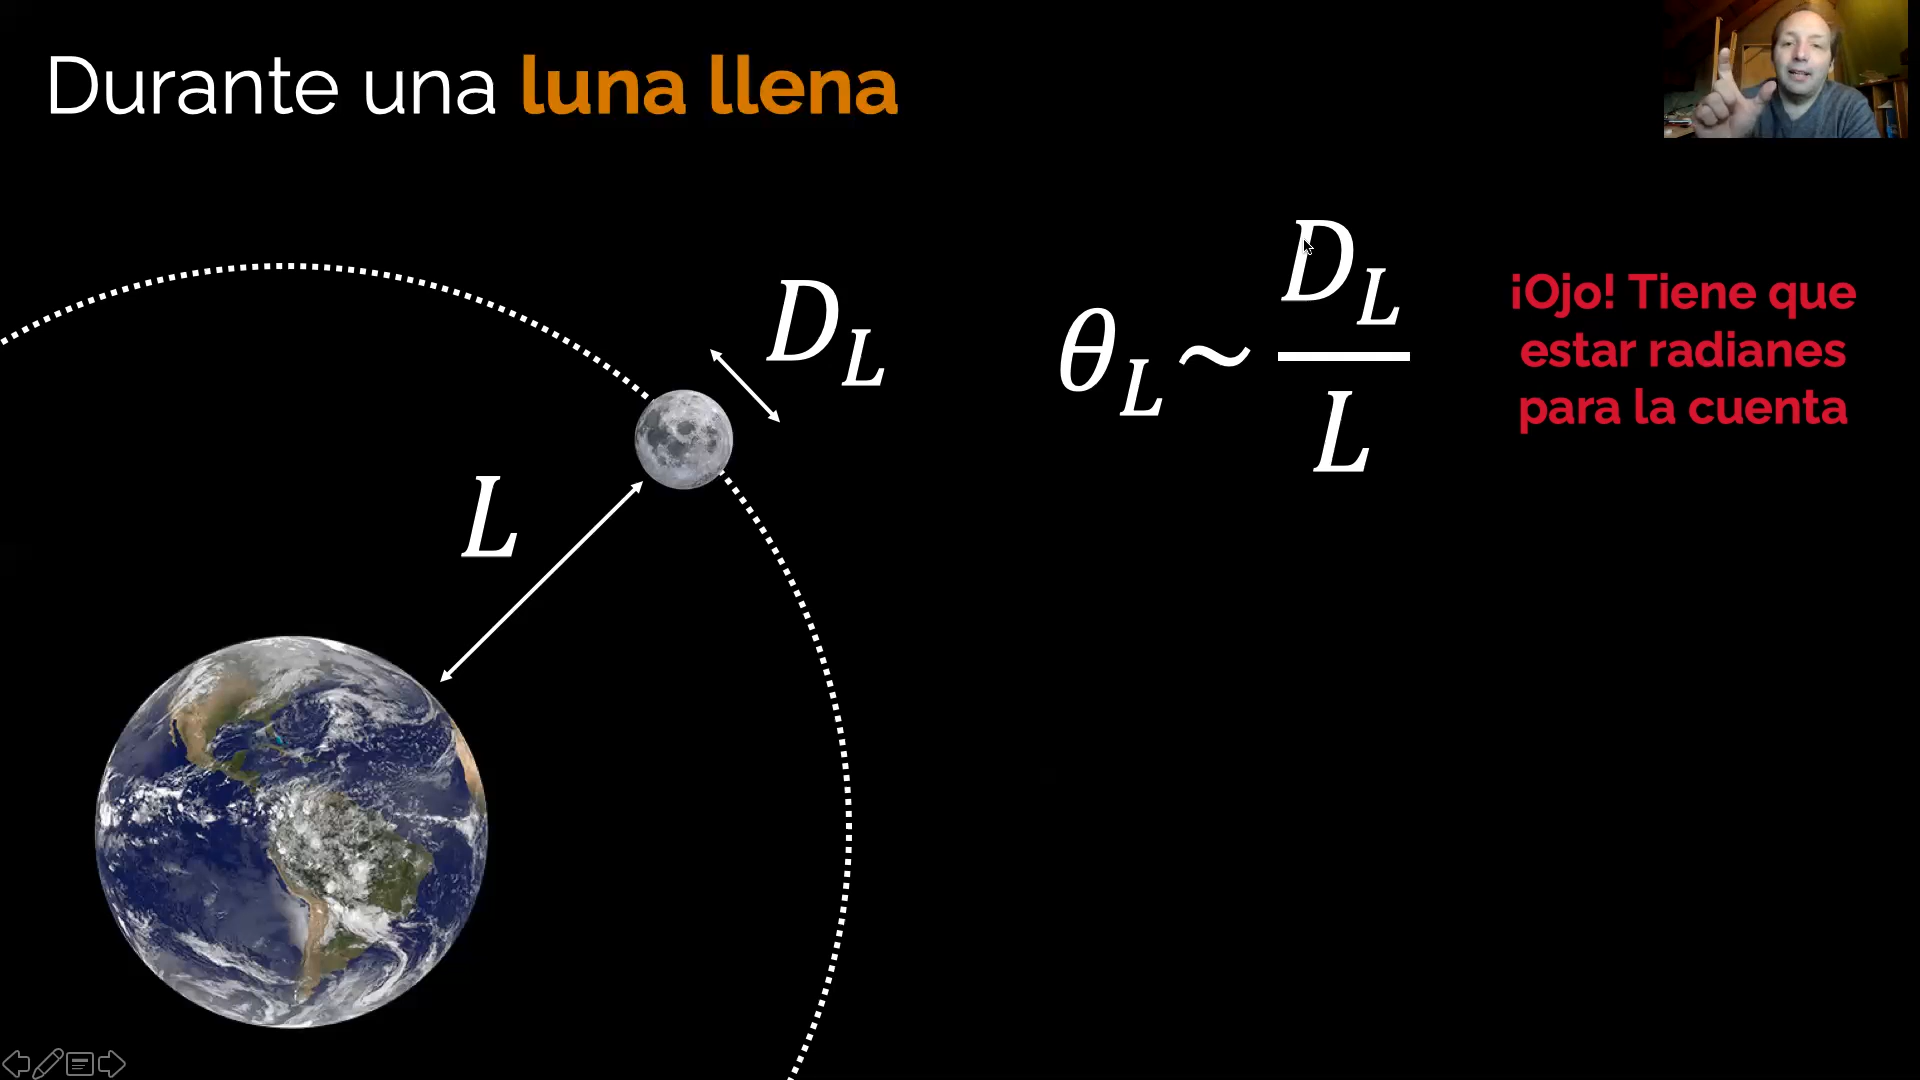 Durante una luna llena
D_L
L
θ_L ~ D_L / L
¡Ojo! Tiene que
estar radianes
para la cuenta